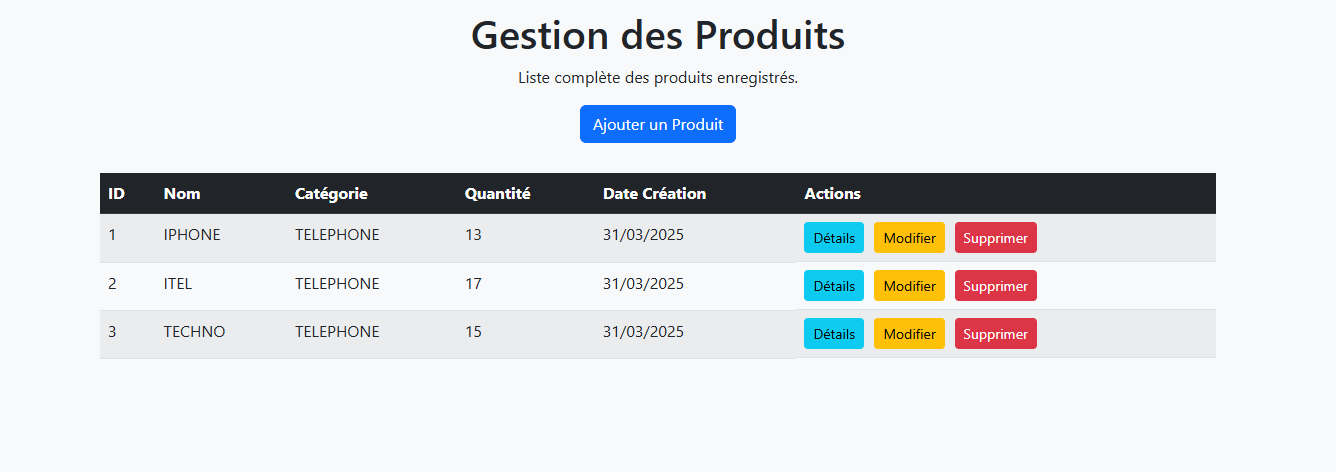 Gestion des Produits
Liste complète des produits enregistrés.
Ajouter un Produit
ID Nom Catégorie Quantité Date Création Actions
1 IPHONE TELEPHONE 13 31/03/2025 Détails Modifier Supprimer
2 ITEL TELEPHONE 17 31/03/2025 Détails Modifier Supprimer
3 TECHNO TELEPHONE 15 31/03/2025 Détails Modifier Supprimer